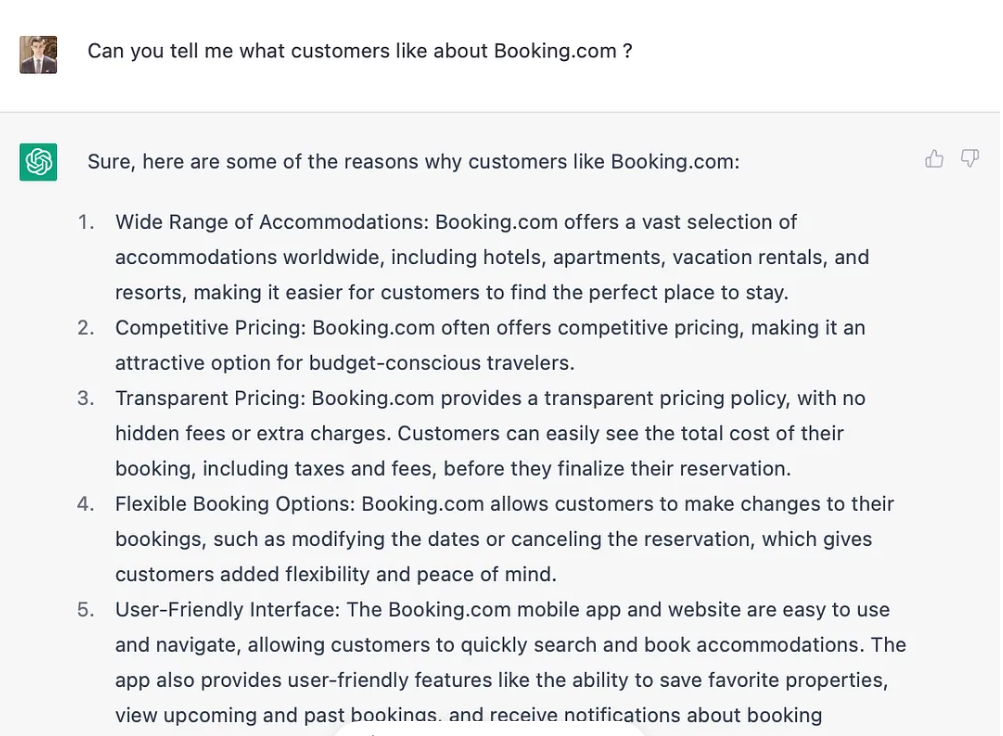 Can you tell me what customers like about Booking.com ?
Sure, here are some of the reasons why customers like Booking.com:
1. Wide Range of Accommodations: Booking.com offers a vast selection of
accommodations worldwide, including hotels, apartments, vacation rentals, and
resorts, making it easier for customers to find the perfect place to stay.
2. Competitive Pricing: Booking.com often offers competitive pricing, making it an
attractive option for budget-conscious travelers.
3. Transparent Pricing: Booking.com provides a transparent pricing policy, with no
hidden fees or extra charges. Customers can easily see the total cost of their
booking, including taxes and fees, before they finalize their reservation.
4. Flexible Booking Options: Booking.com allows customers to make changes to their
bookings, such as modifying the dates or canceling the reservation, which gives
customers added flexibility and peace of mind.
5. User-Friendly Interface: The Booking.com mobile app and website are easy to use
and navigate, allowing customers to quickly search and book accommodations. The
app also provides user-friendly features like the ability to save favorite properties,
view upcoming and past bookings, and receive notifications about booking